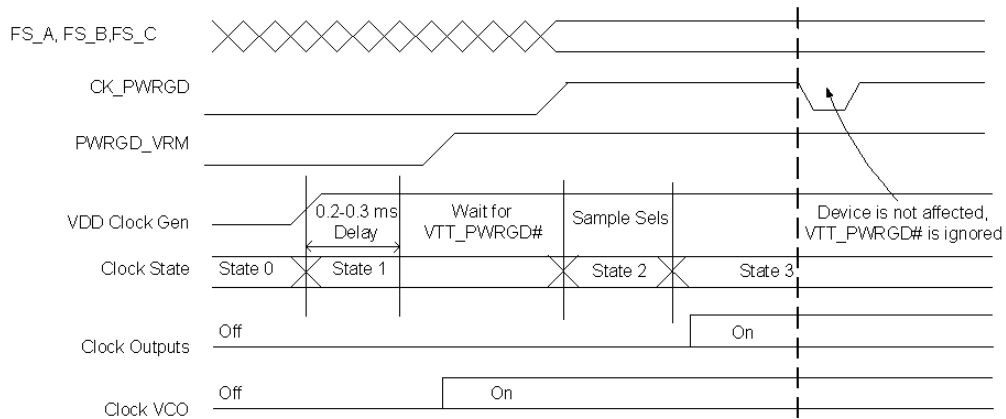 FS_A, FS_B,FS_C
CK_PWRGD
PWRGD_VRM
VDD Clock Gen
0.2-0.3 ms
Delay
Wait for
VTT_PWRGD#
Sample Sels
Device is not affected,
VTT_PWRGD# is ignored
Clock State
State 0
State 1
State 2
State 3
Clock Outputs
Off
On
Clock VCO
Off
On